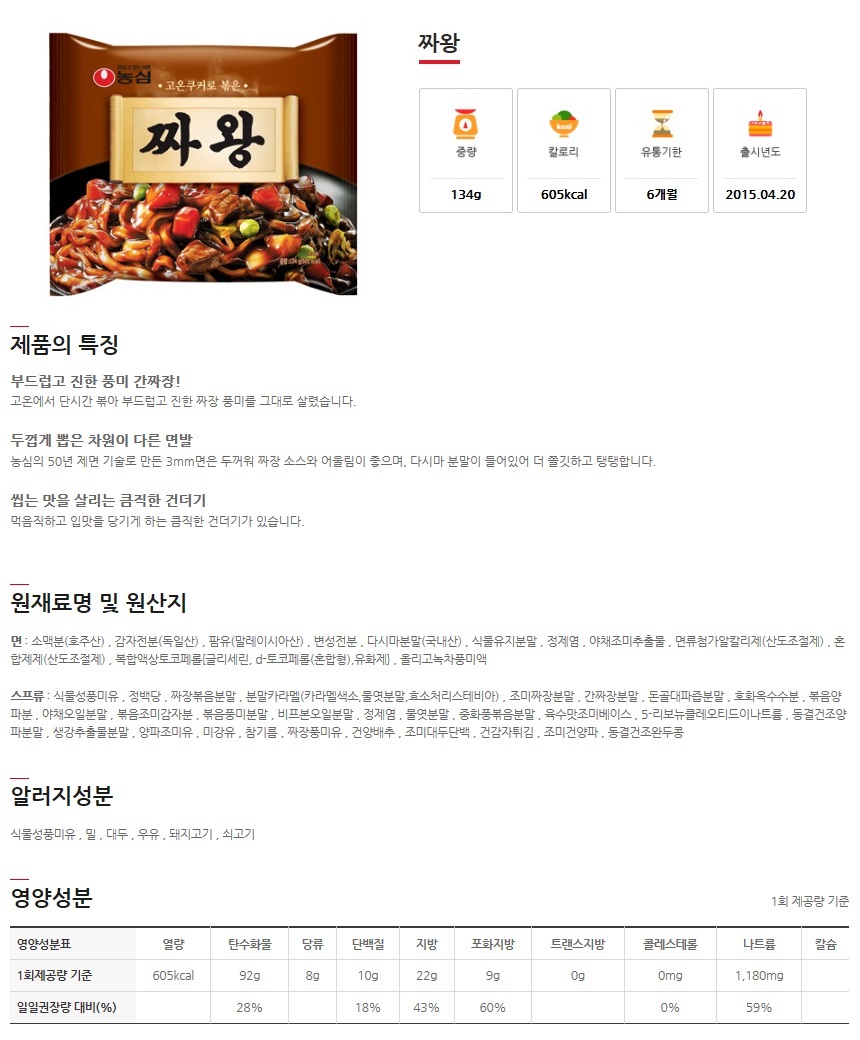 농심
고온쿠커로 볶은
짜왕
짜왕
중량
칼로리
유통기한
출시년도
kcal
134g
605kcal
6개월
2015.04.20
제품의 특징
부드럽고 진한 풍미 간짜장!
고온에서 단시간 볶아 부드럽고 진한 짜장 풍미를 그대로 살렸습니다.
두껍게 뽑은 차원이 다른 면발
농심의 50년 제면 기술로 만든 3mm면은 두꺼워 짜장 소스와 어울림이 좋으며, 다시마 분말이 들어있어 더 쫄깃하고 탱탱합니다.
씹는 맛을 살리는 큼직한 건더기
먹음직하고 입맛을 당기게 하는 큼직한 건더기가 있습니다.
원재료명 및 원산지
면 : 소맥분(호주산) , 감자전분(독일산) , 팜유(말레이시아산) , 변성전분 , 다시마분말(국내산) , 식물유지분말 , 정제염 , 야채조미추출물 , 면류첨가알칼리제(산도조절제) , 혼
합제제(산도조절제) , 복합액상토코페롤{글리세린, d-토코페롤(혼합형),유화제} , 올리고녹차풍미액
스프류 : 식물성풍미유 , 정백당 , 짜장볶음분말 , 분말카라멜(카라멜색소,물엿분말,효소처리스테비아) , 조미짜장분말 , 간짜장분말 , 돈골대파즙분말 , 호화옥수수분 , 볶음양
파분 , 야채오일분말 , 볶음조미감자분 , 볶음풍미분말 , 비프본오일분말 , 정제염 , 물엿분말 , 중화풍볶음분말 , 육수맛조미베이스 , 5-리보뉴클레오티드이나트륨 , 동결건조양
파분말 , 생강추출물분말 , 양파조미유 , 미강유 , 참기름 , 짜장풍미유 , 건양배추 , 조미대두단백 , 건감자튀김 , 조미건양파 , 동결건조완두콩
알러지성분
식물성풍미유 , 밀 , 대두 , 우유 , 돼지고기 , 쇠고기
영양성분
1회 제공량 기준
영양성분표 열량 탄수화물 당류 단백질 지방 포화지방 트랜스지방 콜레스테롤 나트륨 칼슘
1회제공량 기준 605kcal 92g 8g 10g 22g 9g 0g 0mg 1,180mg
일일권장량 대비(%) 28% 18% 43% 60% 0% 59%